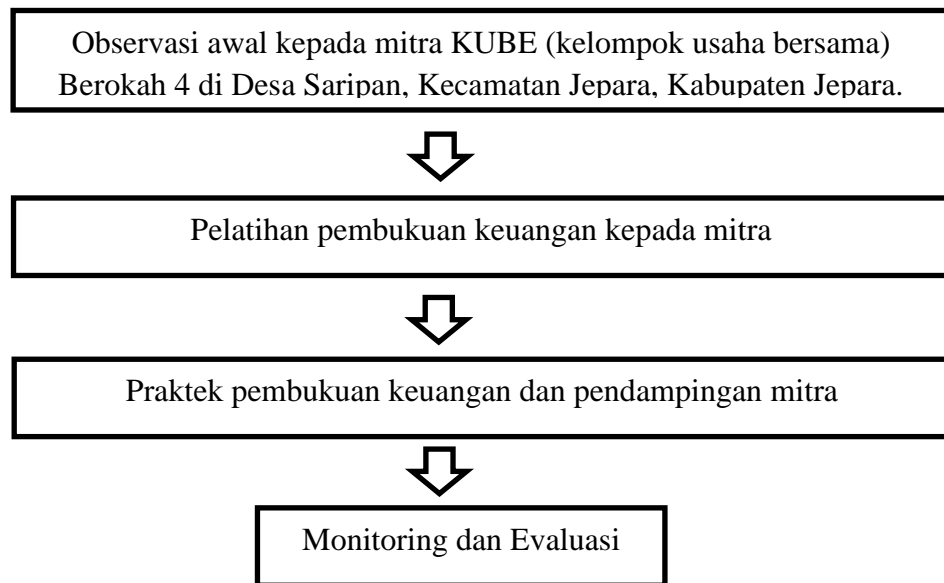 Observasi awal kepada mitra KUBE (kelompok usaha bersama)
Berokah 4 di Desa Saripan, Kecamatan Jepara, Kabupaten Jepara.
Pelatihan pembukuan keuangan kepada mitra
Praktek pembukuan keuangan dan pendampingan mitra
Monitoring dan Evaluasi